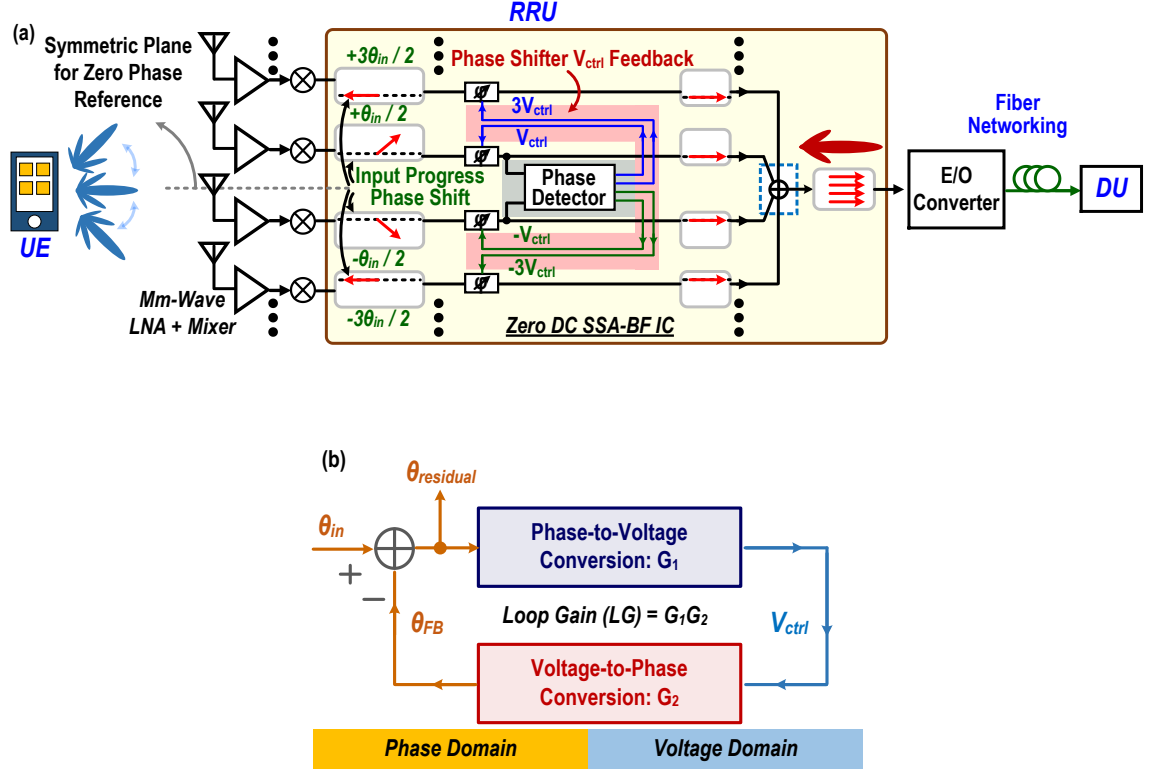 (a)
RRU
Symmetric Plane
for Zero Phase
Reference
UE
Mm-Wave
LNA + Mixer
+3θin / 2
+θin / 2
Input Progress
Phase Shift
-θin / 2
-3θin / 2
Phase Shifter Vctrl Feedback
φ
3Vctrl
Vctrl
φ
Phase
Detector
φ
-Vctrl
-3Vctrl
φ
Zero DC SSA-BF IC
E/O
Converter
Fiber
Networking
DU
(b)
θresidual
θin
+
−
θFB
Phase-to-Voltage
Conversion: G1
Loop Gain (LG) = G1G2
Vctrl
Voltage-to-Phase
Conversion: G2
Phase Domain
Voltage Domain